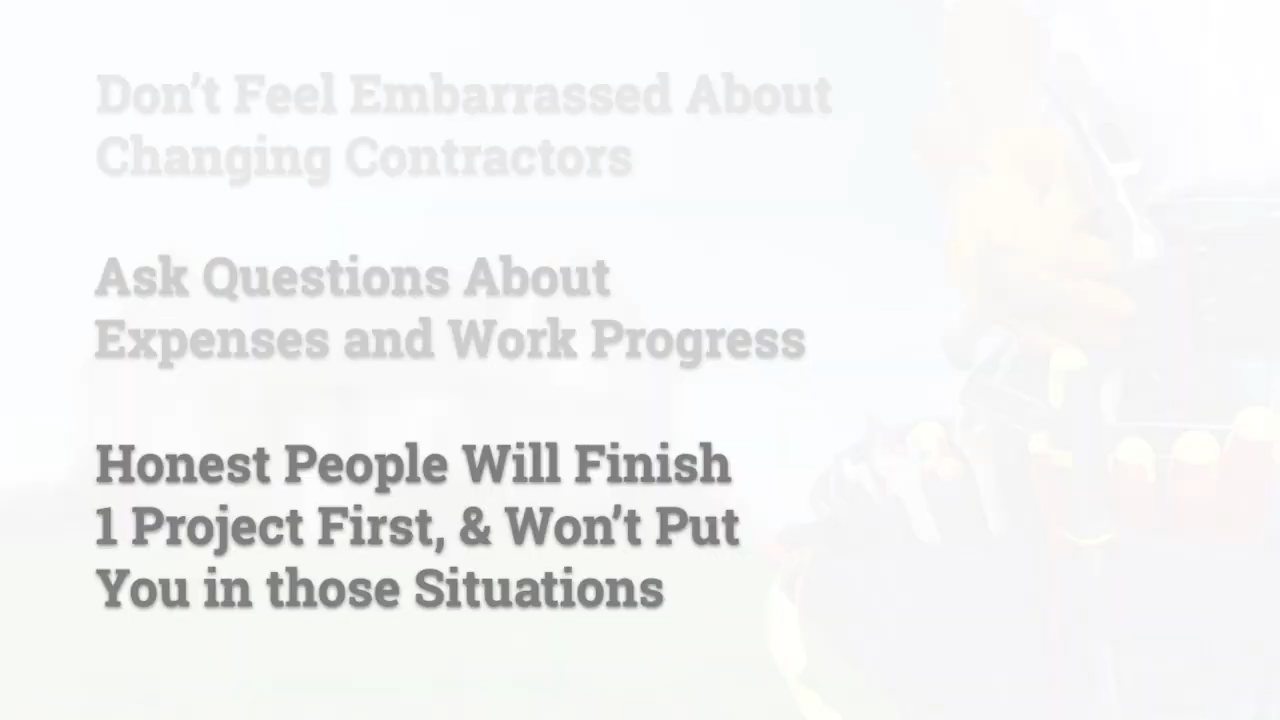 Don’t Feel Embarrassed About
Changing Contractors
Ask Questions About
Expenses and Work Progress
Honest People Will Finish
1 Project First, & Won’t Put
You in those Situations